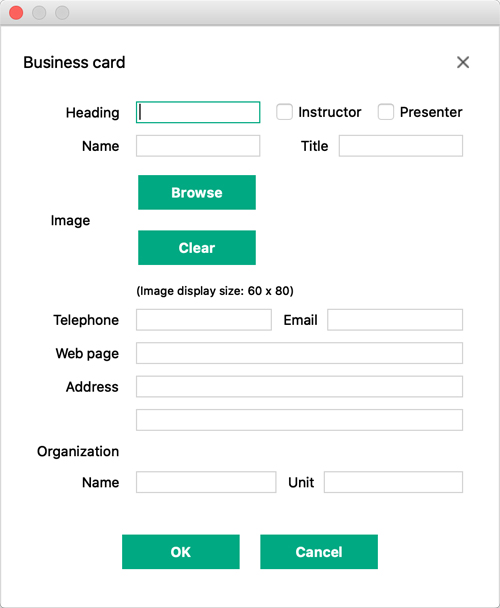 Business card
Heading Instructor Presenter
Name Title
Browse
Image
Clear
(Image display size: 60 x 80)
Telephone Email
Web page
Address
Organization
Name Unit
OK Cancel